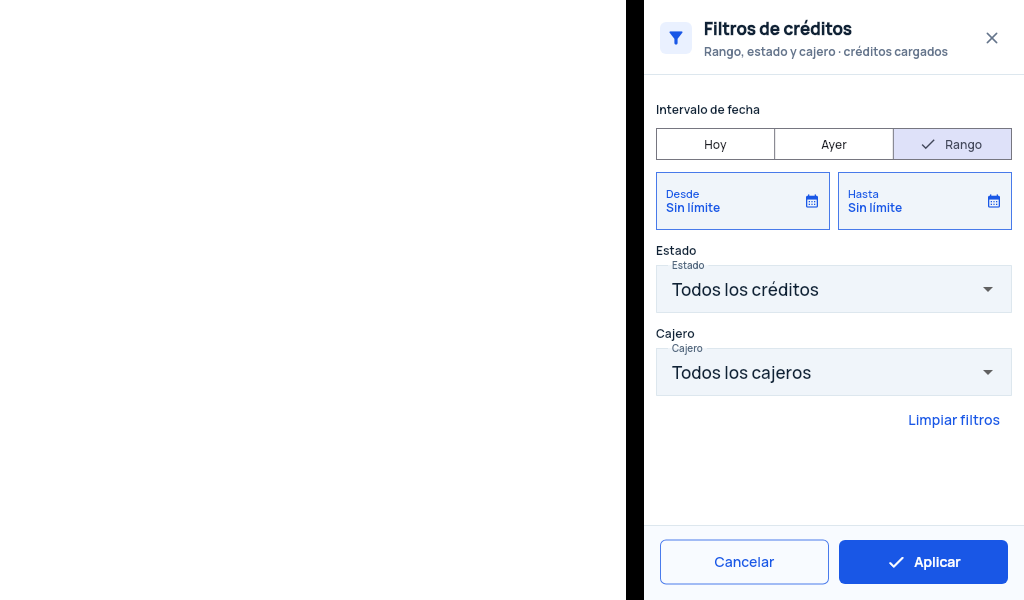 Filtros de créditos
Rango, estado y cajero · créditos cargados
Intervalo de fecha
Hoy
Ayer
Rango
Desde
Sin límite
Hasta
Sin límite
Estado
Estado
Todos los créditos
Cajero
Cajero
Todos los cajeros
Limpiar filtros
Cancelar
Aplicar